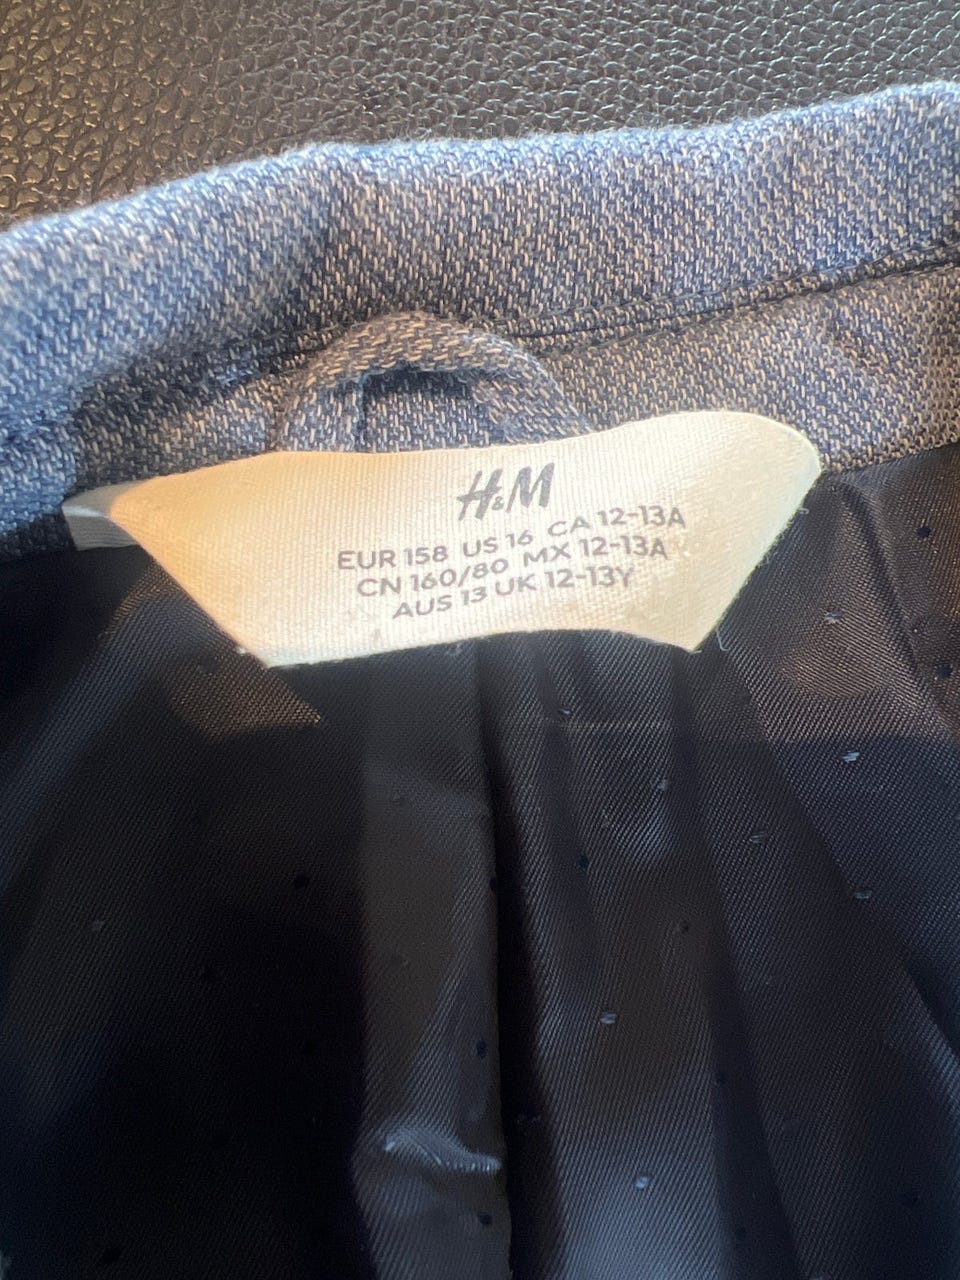 H&M
EUR 158 US 16 CA 12-13A
CN 160/80 MX 12-13A
AUS 13 UK 12-13Y